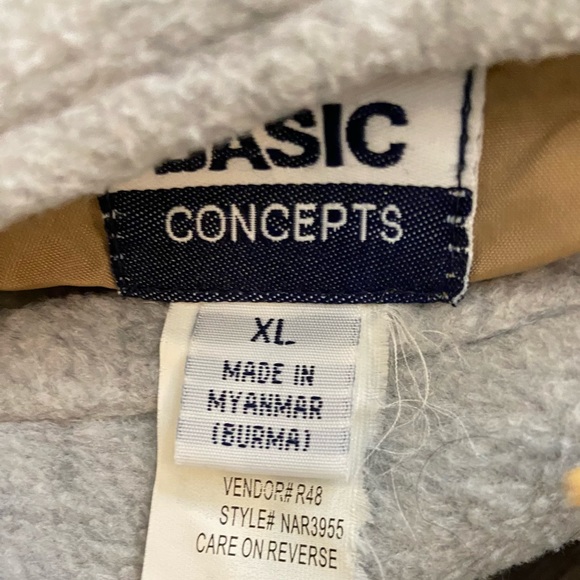 BASIC
CONCEPTS
XL
MADE IN
MYANMAR
(BURMA)
VENDOR# R48
STYLE# NAR3955
CARE ON REVERSE